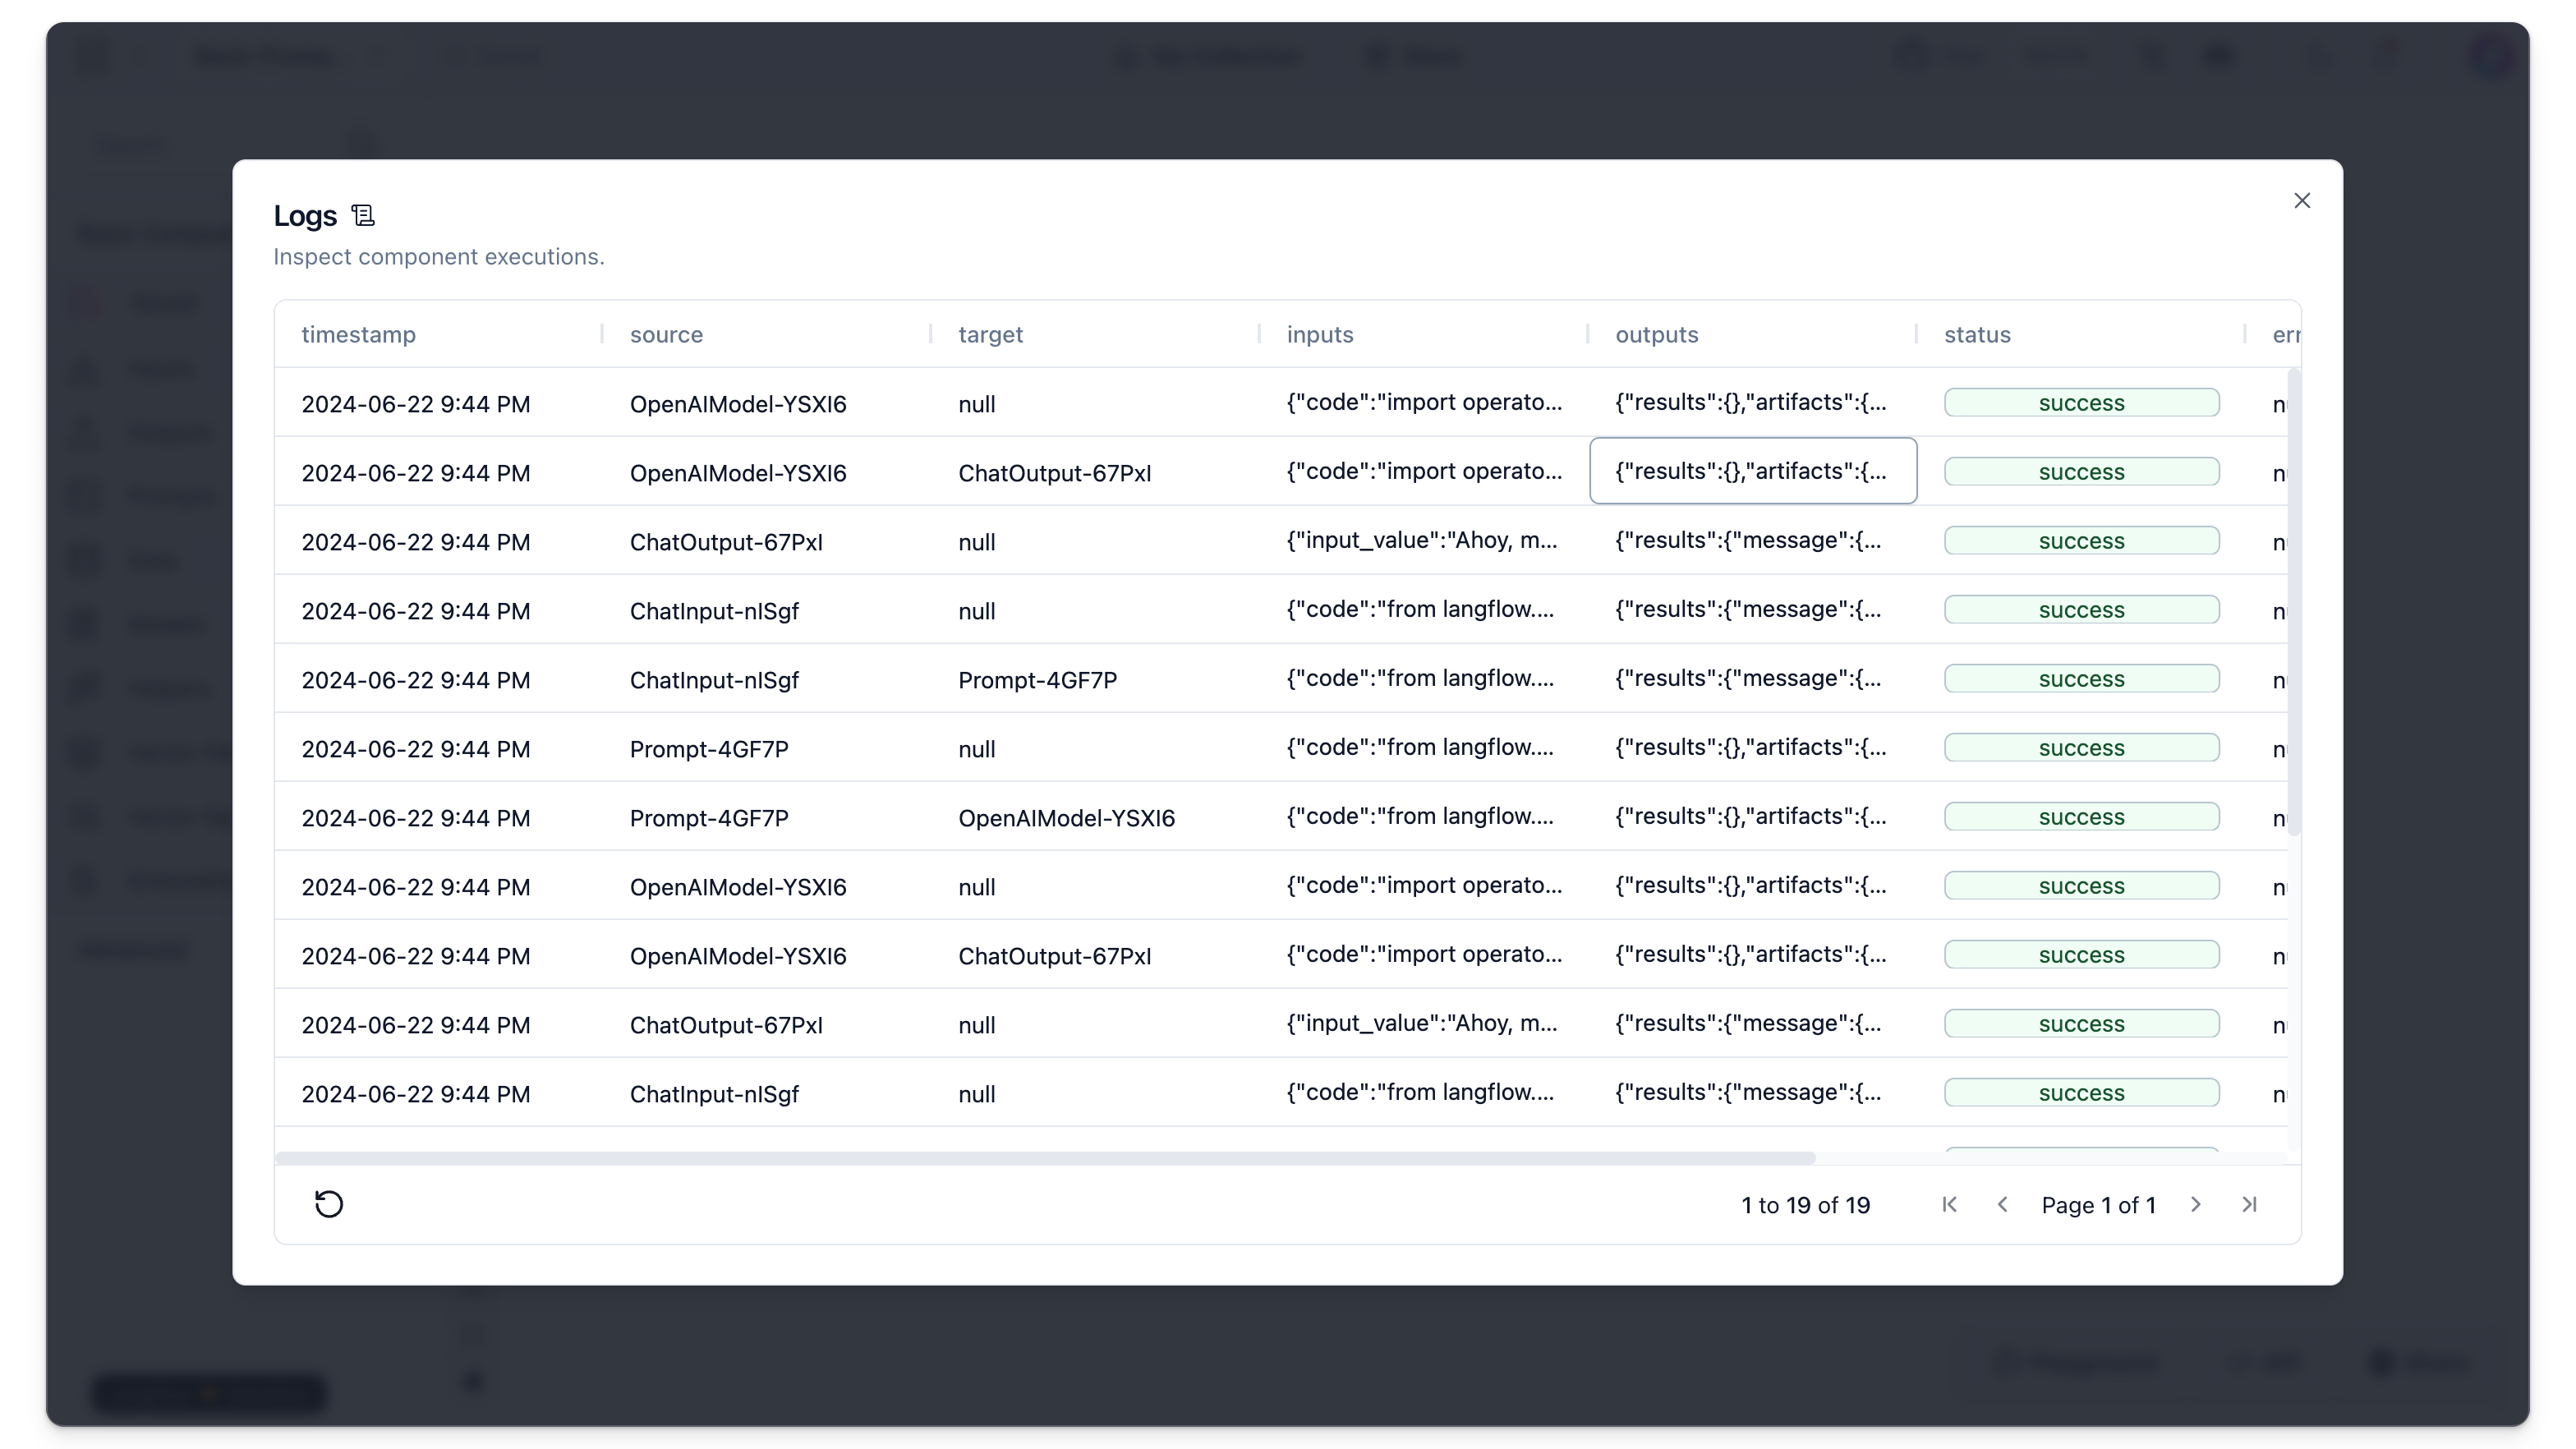 Logs
Inspect component executions.
timestamp source target inputs outputs status err
2024-06-22 9:44 PM OpenAIModel-YSXI6 null {"code":"import operato... {"results":{},"artifacts":{... success
2024-06-22 9:44 PM OpenAIModel-YSXI6 ChatOutput-67PxI {"code":"import operato... {"results":{},"artifacts":{... success
2024-06-22 9:44 PM ChatOutput-67PxI null {"input_value":"Ahoy, m... {"results":{"message":{... success
2024-06-22 9:44 PM ChatInput-nISgf null {"code":"from langflow.... {"results":{"message":{... success
2024-06-22 9:44 PM ChatInput-nISgf Prompt-4GF7P {"code":"from langflow.... {"results":{"message":{... success
2024-06-22 9:44 PM Prompt-4GF7P null {"code":"from langflow.... {"results":{},"artifacts":{... success
2024-06-22 9:44 PM Prompt-4GF7P OpenAIModel-YSXI6 {"code":"from langflow.... {"results":{},"artifacts":{... success
2024-06-22 9:44 PM OpenAIModel-YSXI6 null {"code":"import operato... {"results":{},"artifacts":{... success
2024-06-22 9:44 PM OpenAIModel-YSXI6 ChatOutput-67PxI {"code":"import operato... {"results":{},"artifacts":{... success
2024-06-22 9:44 PM ChatOutput-67PxI null {"input_value":"Ahoy, m... {"results":{"message":{... success
2024-06-22 9:44 PM ChatInput-nISgf null {"code":"from langflow.... {"results":{"message":{... success
1 to 19 of 19 Page 1 of 1